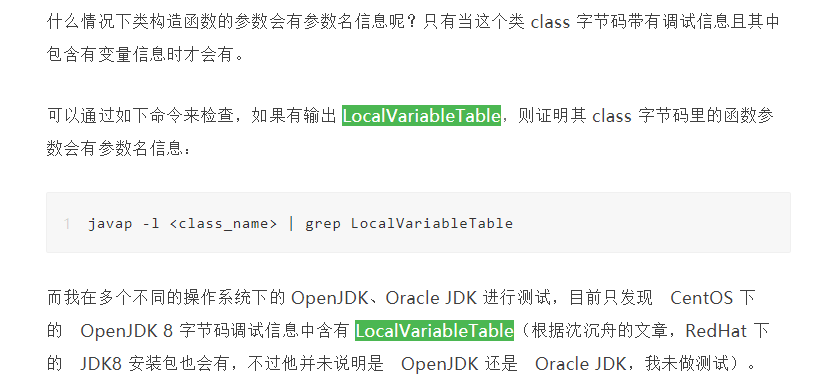 什么情况下类构造函数的参数会有参数名信息呢？只有当这个类 class 字节码带有调试信息且其中
包含有变量信息时才会有。
可以通过如下命令来检查，如果有输出 LocalVariableTable，则证明其 class 字节码里的函数参
数会有参数名信息：
1 javap -l <class_name> | grep LocalVariableTable
而我在多个不同的操作系统下的 OpenJDK、Oracle JDK 进行测试，目前只发现 CentOS 下
的 OpenJDK 8 字节码调试信息中含有 LocalVariableTable（根据沈沉舟的文章，RedHat 下
的 JDK8 安装包也会有，不过他并未说明是 OpenJDK 还是 Oracle JDK，我未做测试）。